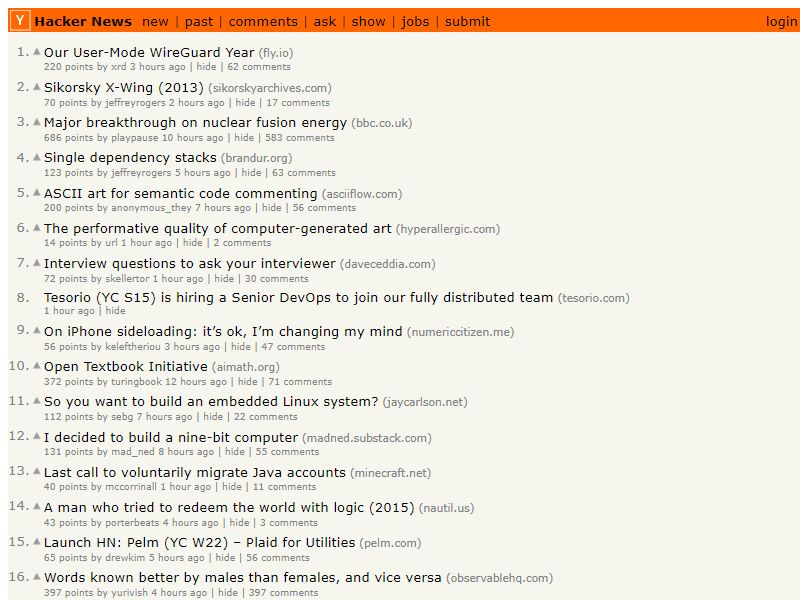 Y Hacker News new | past | comments | ask | show | jobs | submit login
1. Our User-Mode WireGuard Year (fly.io)
220 points by xrd 3 hours ago | hide | 62 comments
2. Sikorsky X-Wing (2013) (sikorskyarchives.com)
70 points by jeffreyrogers 2 hours ago | hide | 17 comments
3. Major breakthrough on nuclear fusion energy (bbc.co.uk)
686 points by playpause 10 hours ago | hide | 583 comments
4. Single dependency stacks (brandur.org)
123 points by jeffreyrogers 5 hours ago | hide | 63 comments
5. ASCII art for semantic code commenting (asciiflow.com)
200 points by anonymous_they 7 hours ago | hide | 56 comments
6. The performative quality of computer-generated art (hyperallergic.com)
14 points by url 1 hour ago | hide | 2 comments
7. Interview questions to ask your interviewer (daveceddia.com)
72 points by skellertor 1 hour ago | hide | 30 comments
8. Tesorio (YC S15) is hiring a Senior DevOps to join our fully distributed team (tesorio.com)
1 hour ago | hide
9. On iPhone sideloading: it’s ok, I’m changing my mind (numericcitizen.me)
56 points by keleftheriou 3 hours ago | hide | 47 comments
10. Open Textbook Initiative (aimath.org)
372 points by turingbook 12 hours ago | hide | 71 comments
11. So you want to build an embedded Linux system? (jaycarlson.net)
112 points by sebg 7 hours ago | hide | 22 comments
12. I decided to build a nine-bit computer (madned.substack.com)
131 points by mad_ned 8 hours ago | hide | 55 comments
13. Last call to voluntarily migrate Java accounts (minecraft.net)
40 points by mccorrinall 1 hour ago | hide | 11 comments
14. A man who tried to redeem the world with logic (2015) (nautil.us)
43 points by porterbeats 4 hours ago | hide | 3 comments
15. Launch HN: Pelm (YC W22) – Plaid for Utilities (pelm.com)
65 points by drewkim 5 hours ago | hide | 56 comments
16. Words known better by males than females, and vice versa (observablehq.com)
397 points by yurivish 4 hours ago | hide | 397 comments